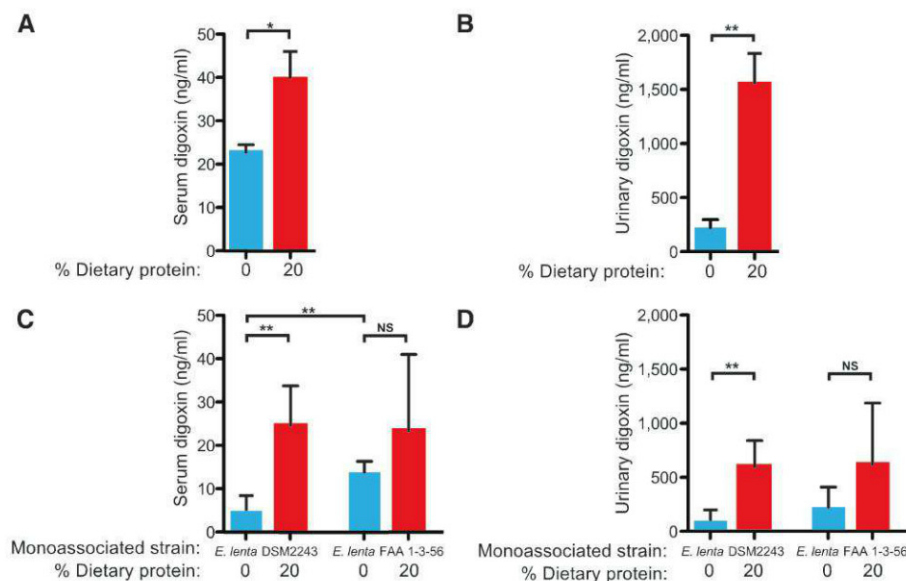 A
Serum digoxin (ng/ml)
50
40
30
20
10
0
*
% Dietary protein: 0 20
B
Urinary digoxin (ng/ml)
2,000
1,500
1,000
500
0
**
% Dietary protein: 0 20
C
Serum digoxin (ng/ml)
50
40
30
20
10
0
**
**
NS
Monoassociated strain: E. lenta DSM2243 E. lenta FAA 1-3-56
% Dietary protein: 0 20 0 20
D
Urinary digoxin (ng/ml)
2,000
1,500
1,000
500
0
**
NS
Monoassociated strain: E. lenta DSM2243 E. lenta FAA 1-3-56
% Dietary protein: 0 20 0 20